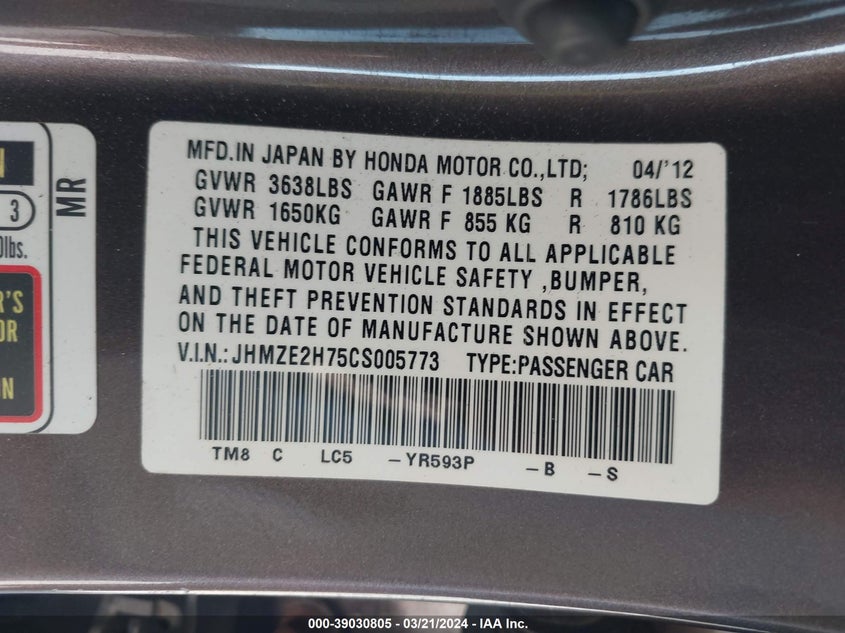 MFD.IN JAPAN BY HONDA MOTOR CO.,LTD; 04/'12
GVWR 3638LBS GAWR F 1885LBS R 1786LBS
GVWR 1650KG GAWR F 855 KG R 810 KG
THIS VEHICLE CONFORMS TO ALL APPLICABLE
FEDERAL MOTOR VEHICLE SAFETY ,BUMPER,
AND THEFT PREVENTION STANDARDS IN EFFECT
ON THE DATE OF MANUFACTURE SHOWN ABOVE.
V.I.N.: JHMZE2H75CS005773 TYPE:PASSENGER CAR
TM8 C LC5 -YR593P -B -S
MR
3
lbs.
R'S
OR
ON
000-39030805 - 03/21/2024 - IAA Inc.